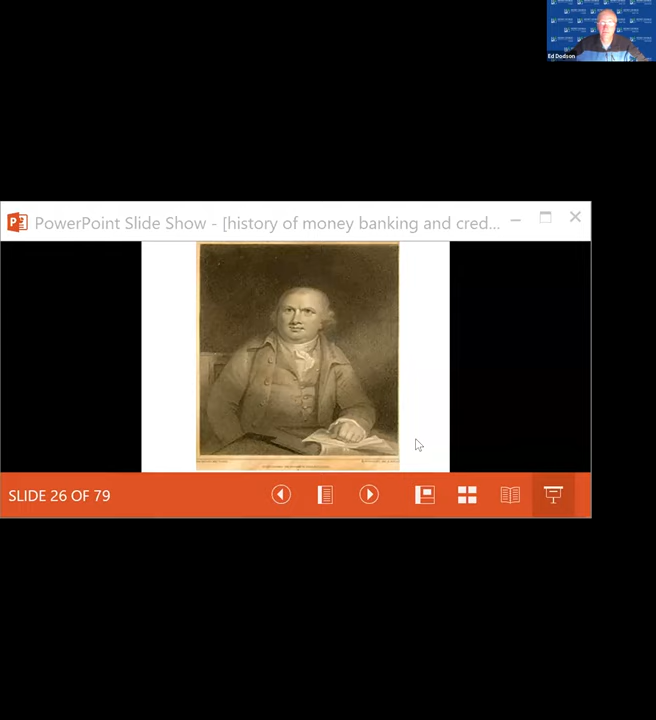 Ed Dodson
PowerPoint Slide Show - [history of money banking and cred...
SLIDE 26 OF 79